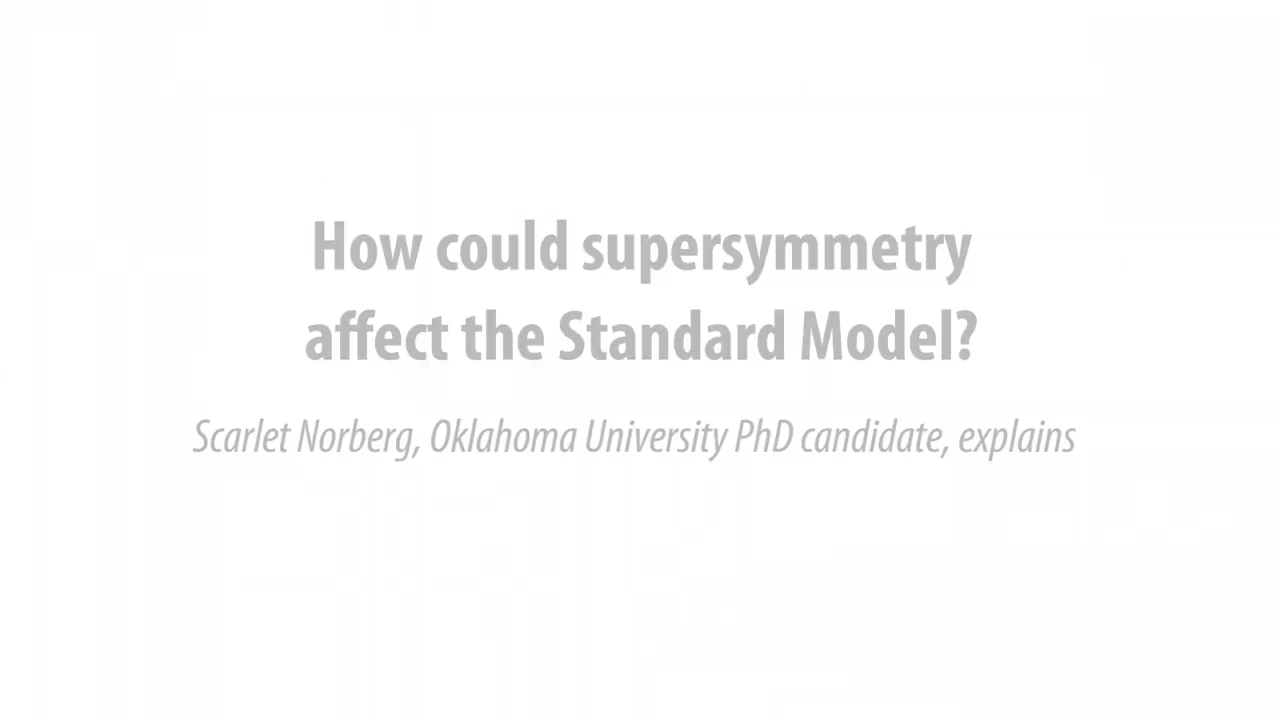 How could supersymmetry
affect the Standard Model?
Scarlet Norberg, Oklahoma University PhD candidate, explains